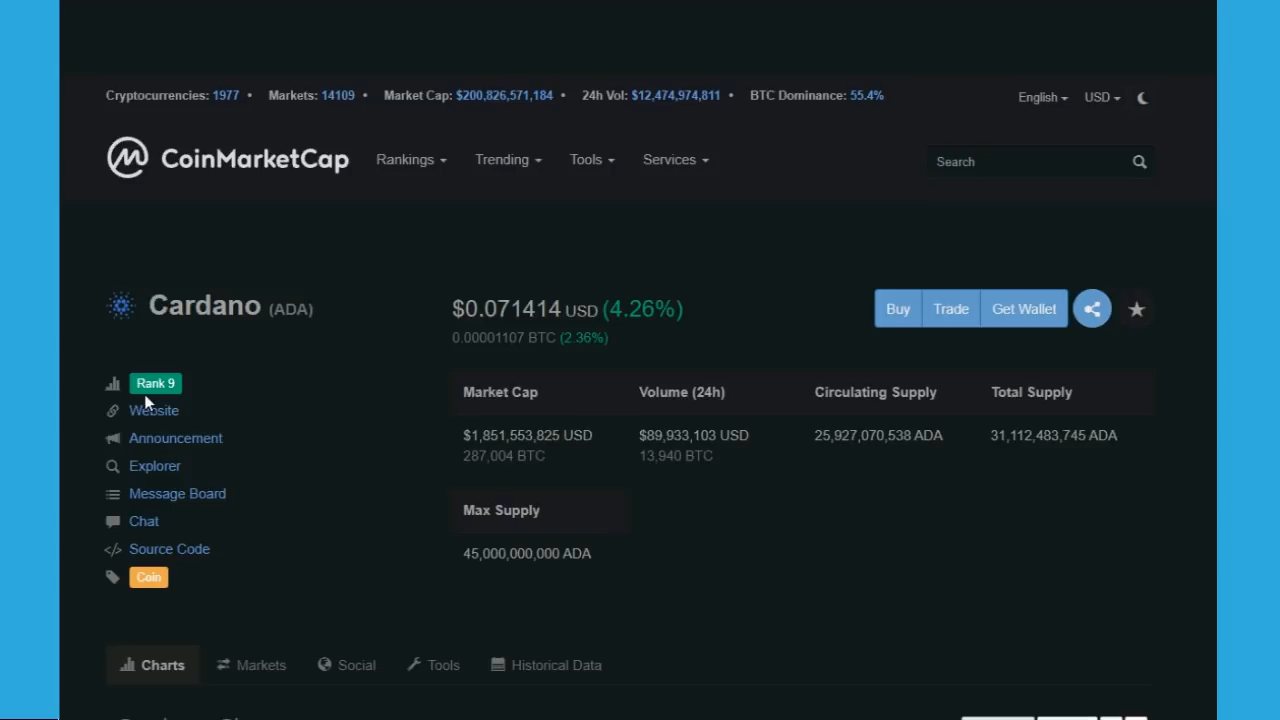 Cryptocurrencies: 1977 • Markets: 14109 • Market Cap: $200,826,571,184 • 24h Vol: $12,474,974,811 • BTC Dominance: 55.4% English USD
CoinMarketCap Rankings Trending Tools Services Search
Cardano (ADA) $0.071414 USD (4.26%) Buy Trade Get Wallet
0.00001107 BTC (2.36%)
Rank 9
Market Cap Volume (24h) Circulating Supply Total Supply
Website
Announcement $1,851,553,825 USD $89,933,103 USD 25,927,070,538 ADA 31,112,483,745 ADA
287,004 BTC 13,940 BTC
Explorer
Message Board
Max Supply
Chat
Source Code 45,000,000,000 ADA
Coin
Charts Markets Social Tools Historical Data